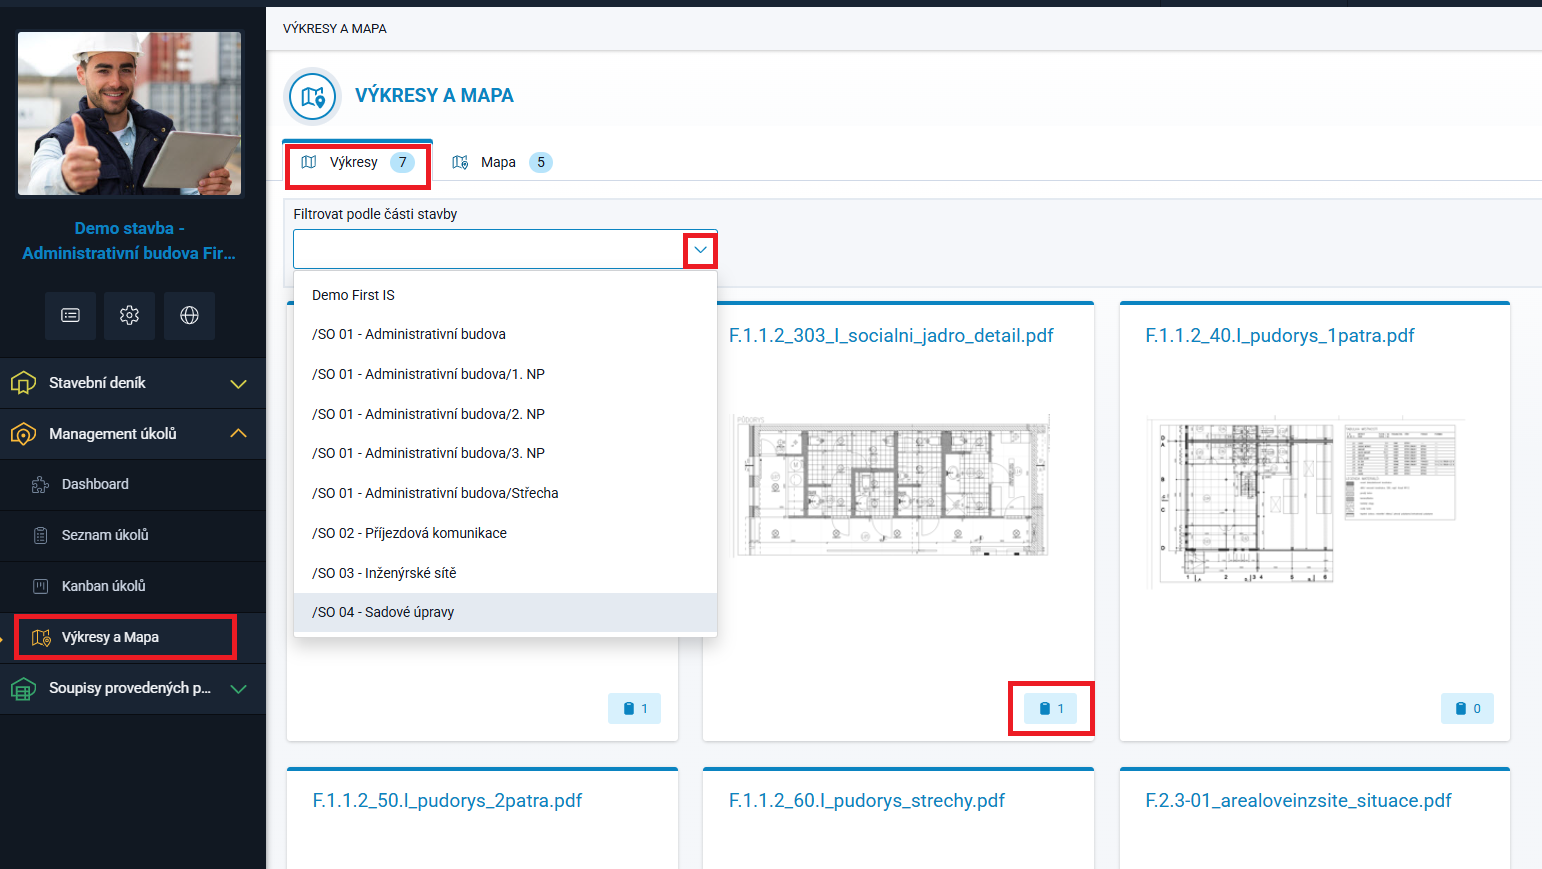 VÝKRESY A MAPA
VÝKRESY A MAPA
Výkresy 7
Mapa 5
Filtrovat podle části stavby
Demo First IS
/SO 01 - Administrativní budova
/SO 01 - Administrativní budova/1. NP
/SO 01 - Administrativní budova/2. NP
/SO 01 - Administrativní budova/3. NP
/SO 01 - Administrativní budova/Střecha
/SO 02 - Příjezdová komunikace
/SO 03 - Inženýrské sítě
/SO 04 - Sadové úpravy
Demo stavba -
Administrativní budova Fir...
Stavební deník
Management úkolů
Dashboard
Seznam úkolů
Kanban úkolů
Výkresy a Mapa
Soupisy provedených p...
1
F.1.1.2_303_I_socialni_jadro_detail.pdf
PŮDORYS
1
F.1.1.2_40.I_pudorys_1patra.pdf
0
F.1.1.2_50.I_pudorys_2patra.pdf
F.1.1.2_60.I_pudorys_strechy.pdf
F.2.3-01_arealoveinzsite_situace.pdf